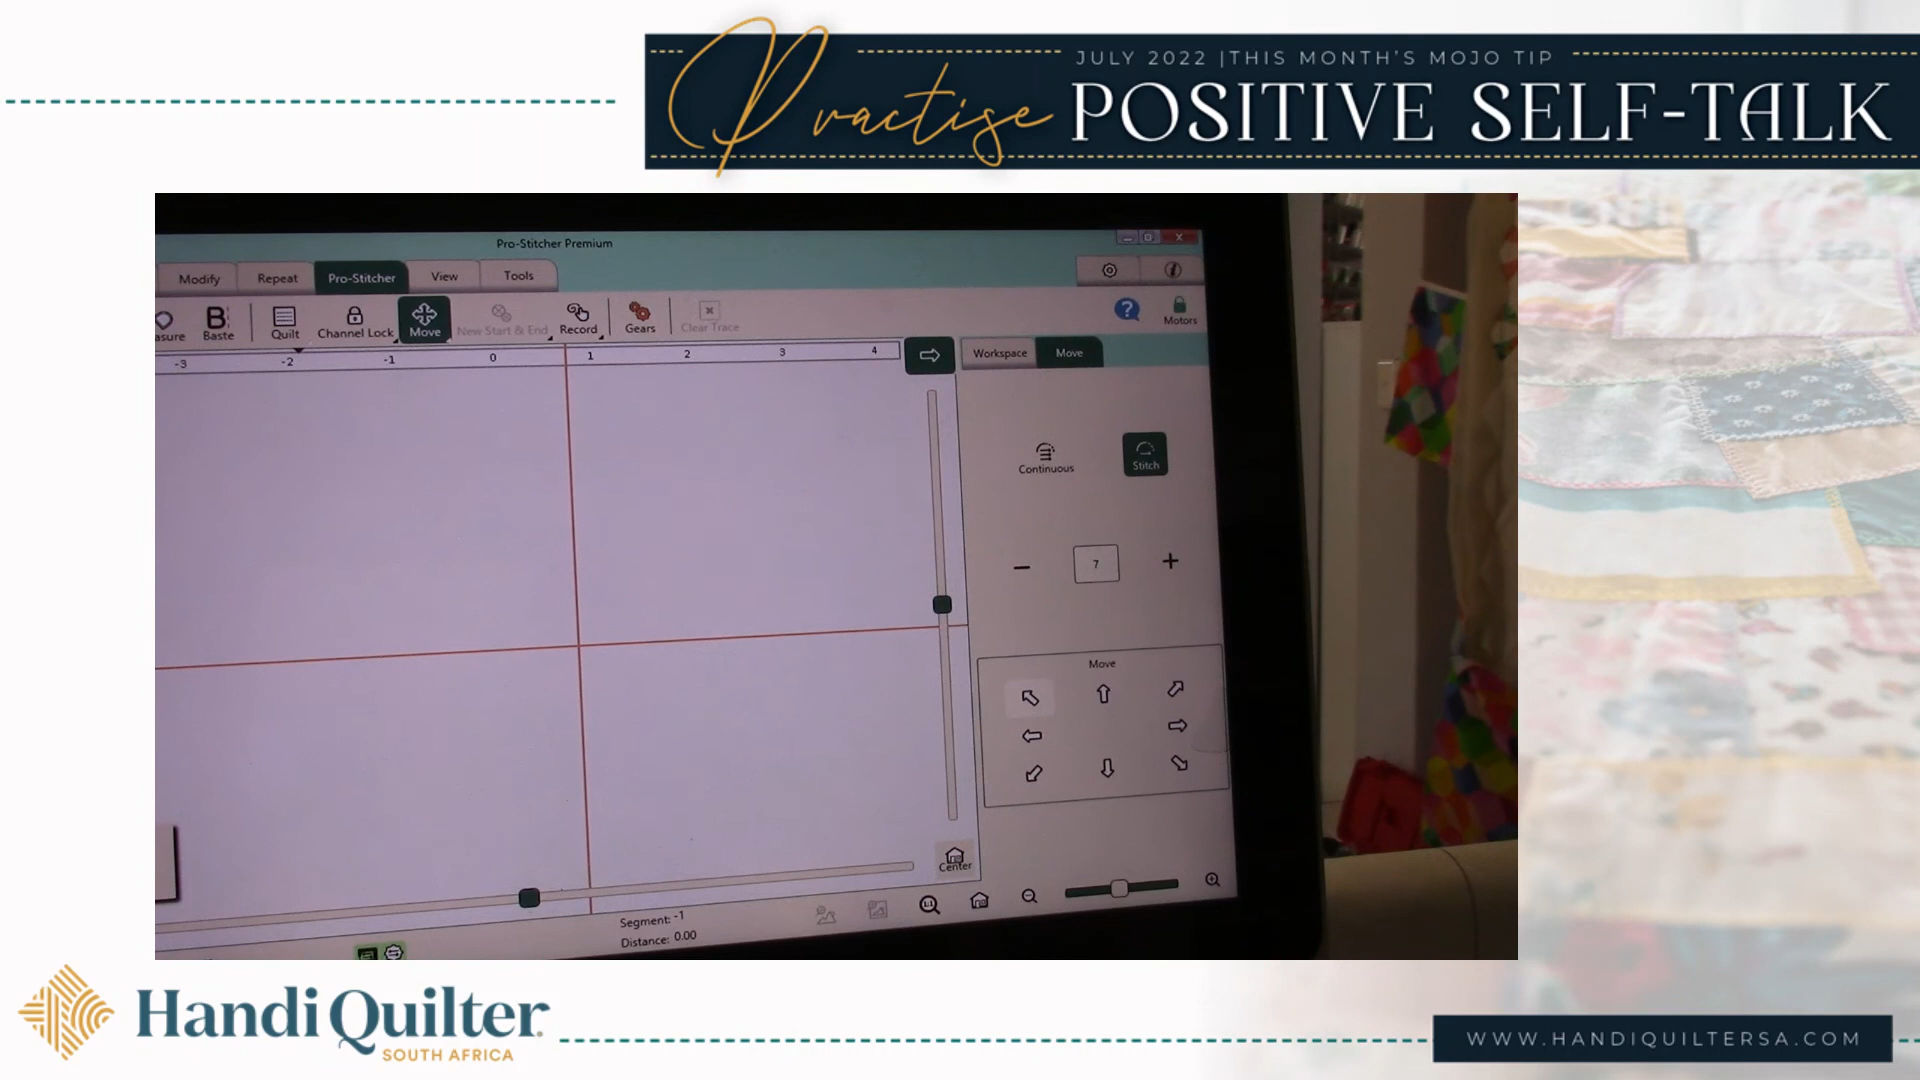 JULY 2022 |THIS MONTH'S MOJO TIP
Practise POSITIVE SELF-TALK
Pro-Stitcher Premium
Modify Repeat Pro-Stitcher View Tools
asure Baste Quilt Channel Lock Move New Start & End Record Gears Clear Trace ? Motors
-3 -2 -1 0 1 2 3 4
Workspace Move
Continuous Stitch
− 7 +
Move
Center
Segment: -1
Distance: 0.00
Handi Quilter
SOUTH AFRICA
WWW.HANDIQUILTERSA.COM